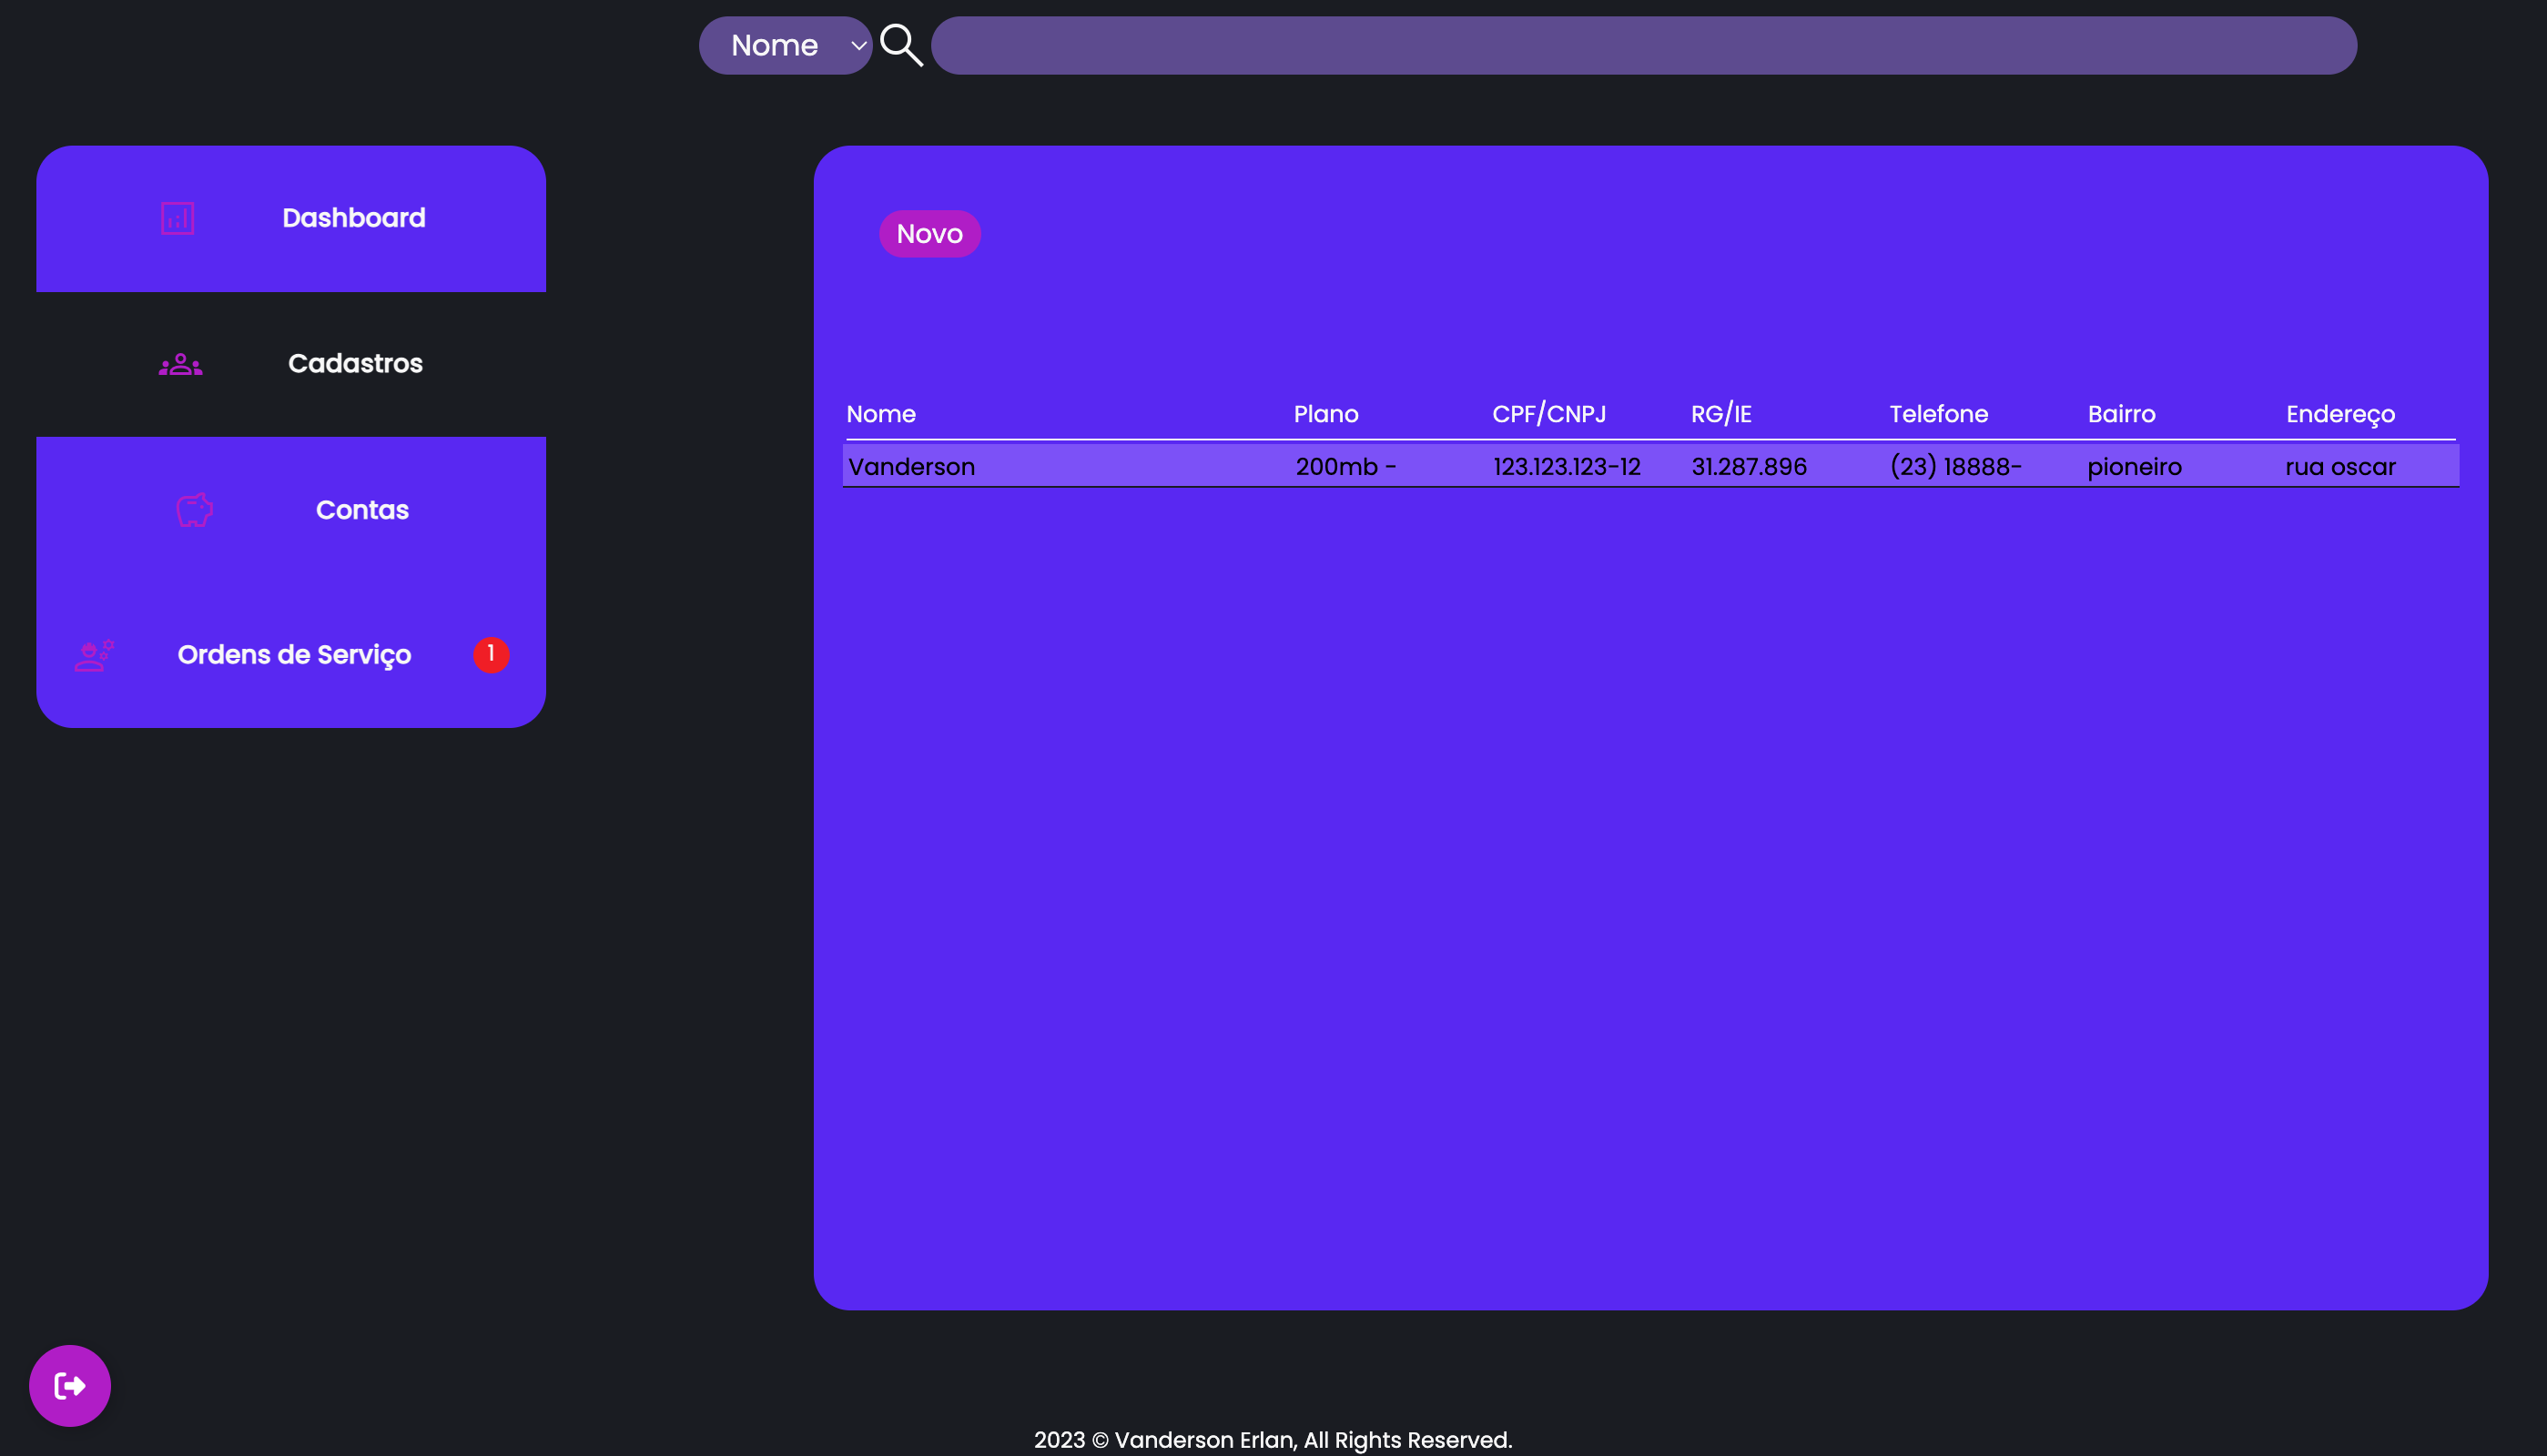 Nome
Dashboard
Cadastros
Contas
Ordens de Serviço 1
Novo
Nome Plano CPF/CNPJ RG/IE Telefone Bairro Endereço
Vanderson 200mb - 123.123.123-12 31.287.896 (23) 18888- pioneiro rua oscar
2023 © Vanderson Erlan, All Rights Reserved.